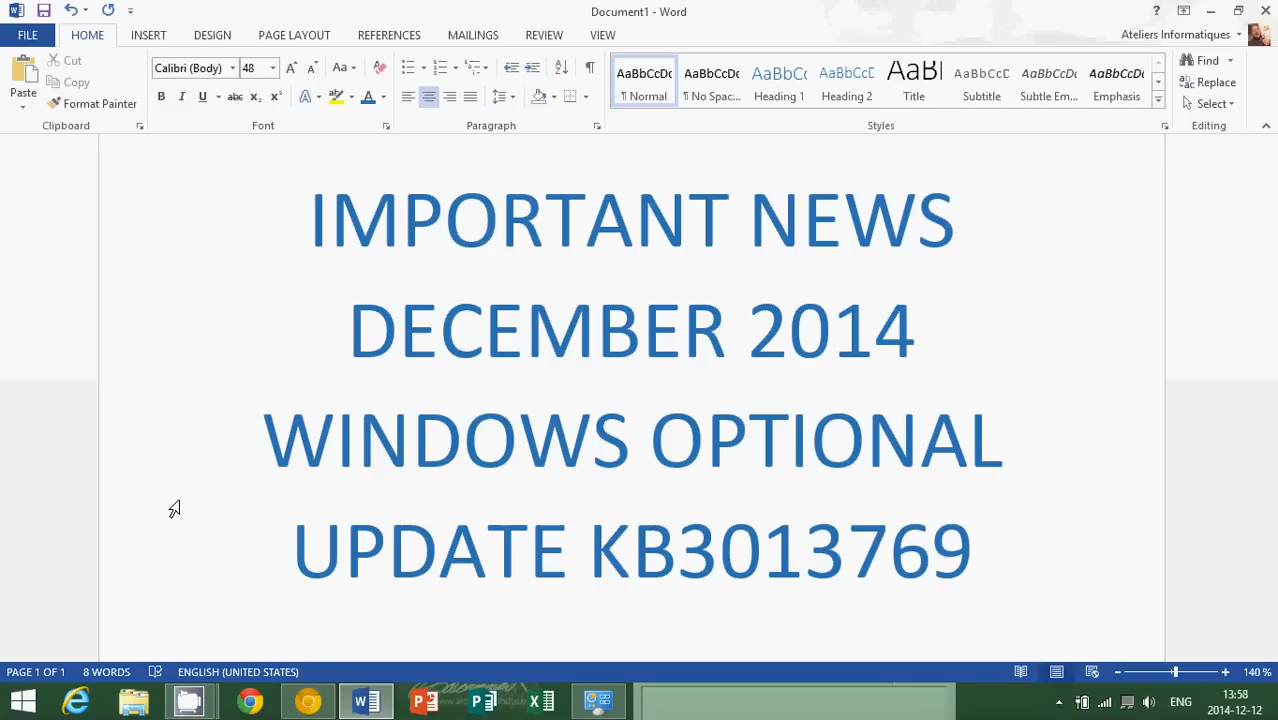 Document1 - Word
FILE HOME INSERT DESIGN PAGE LAYOUT REFERENCES MAILINGS REVIEW VIEW Ateliers Informatiques
Paste
Cut
Copy
Format Painter
Clipboard
Calibri (Body) 48
Font
Paragraph
AaBbCcDc AaBbCcDc AaBbCc AaBbCcC AaBb AaBbCcD AaBbCcDc AaBbCcDc
¶ Normal ¶ No Spac... Heading 1 Heading 2 Title Subtitle Subtle Em... Emphasis
Styles
Find
Replace
Select
Editing
IMPORTANT NEWS
DECEMBER 2014
WINDOWS OPTIONAL
UPDATE KB3013769
PAGE 1 OF 1 8 WORDS ENGLISH (UNITED STATES) 140 %
ENG 13:58
2014-12-12